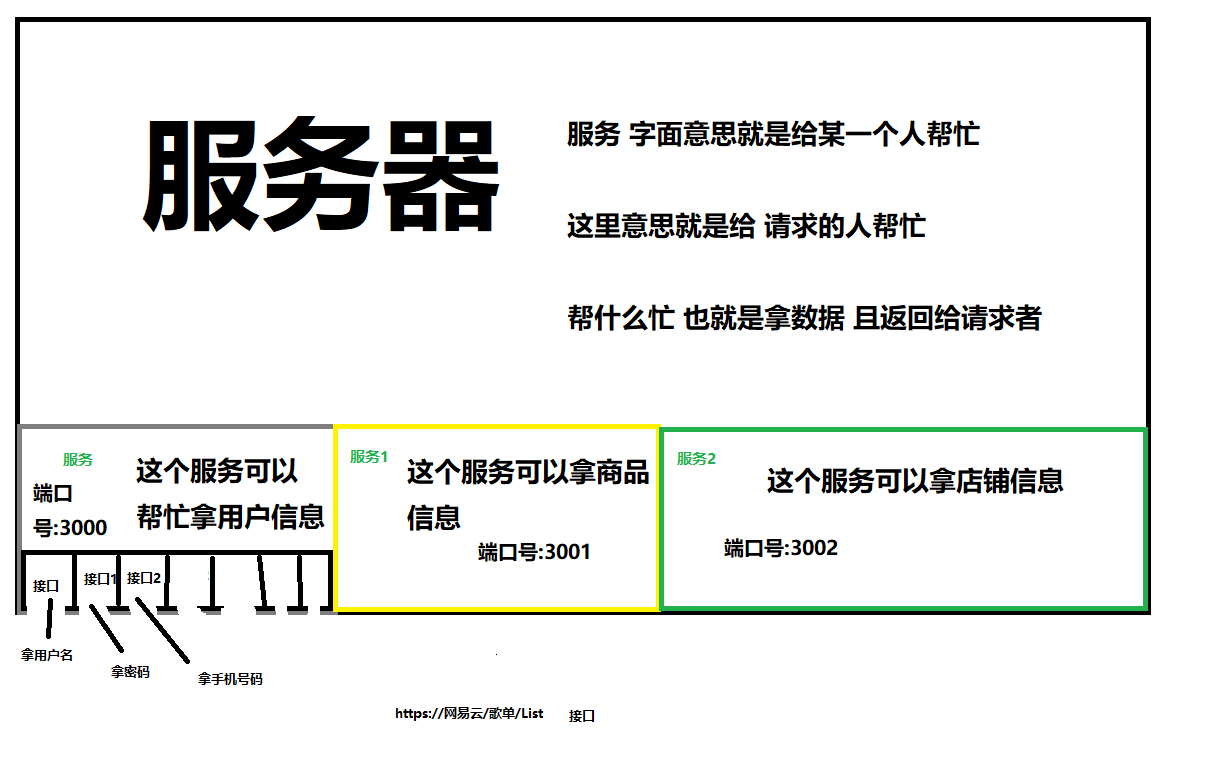 服务器
服务 字面意思就是给某一个人帮忙
这里意思就是给 请求的人帮忙
帮什么忙 也就是拿数据 且返回给请求者
服务
端口
号:3000
这个服务可以
帮忙拿用户信息
服务1
这个服务可以拿商品
信息
端口号:3001
服务2
这个服务可以拿店铺信息
端口号:3002
接口
接口1
接口2
拿用户名
拿密码
拿手机号码
https://网易云/歌单/List
接口